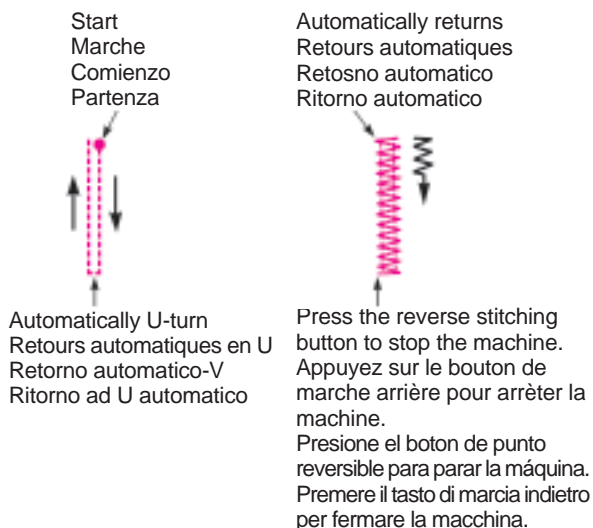 Start
Marche
Comienzo
Partenza
Automatically returns
Retours automatiques
Retosno automatico
Ritorno automatico
Automatically U-turn
Retours automatiques en U
Retorno automatico-V
Ritorno ad U automatico
Press the reverse stitching
button to stop the machine.
Appuyez sur le bouton de
marche arrière pour arrèter la
machine.
Presione el boton de punto
reversible para parar la máquina.
Premere il tasto di marcia indietro
per fermare la macchina.